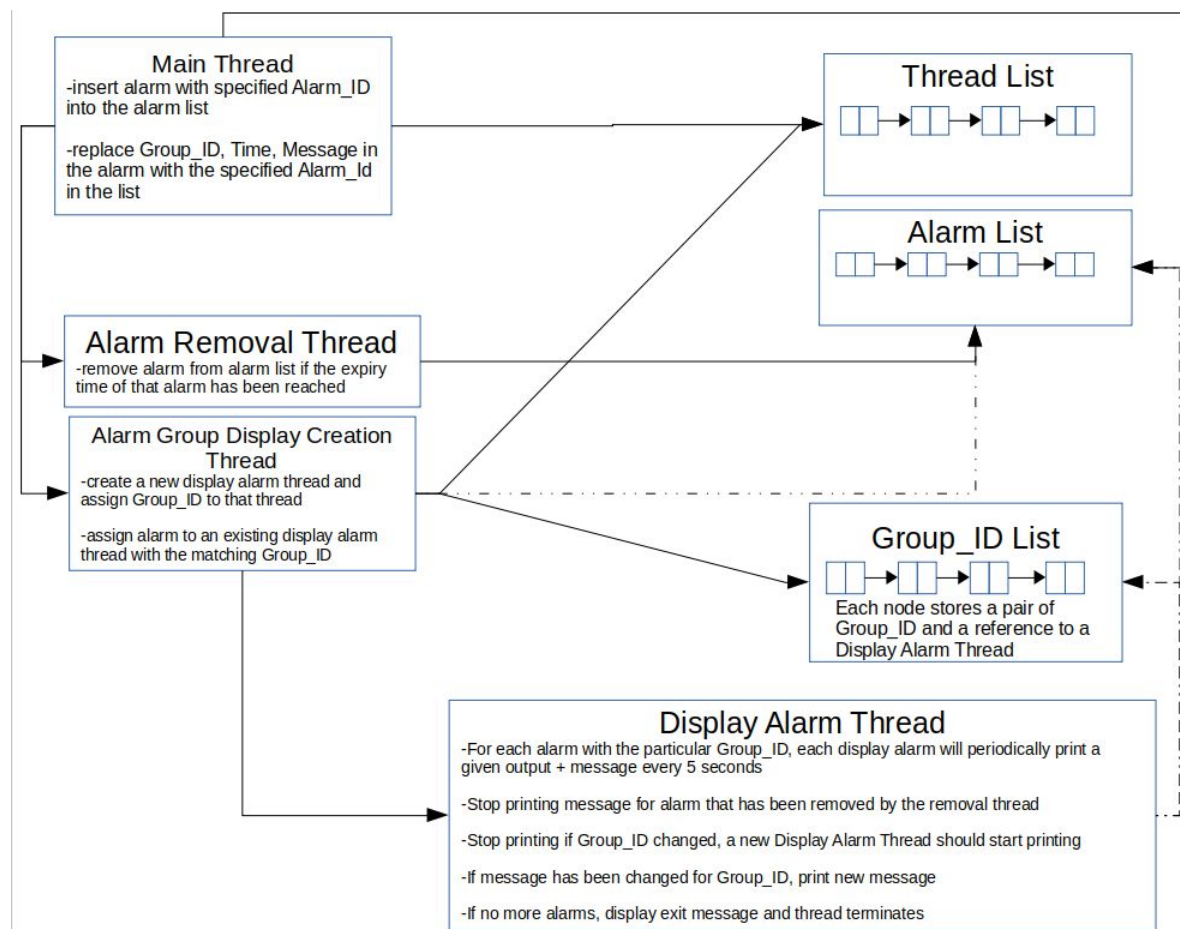 Main Thread
-insert alarm with specified Alarm_ID
into the alarm list
-replace Group_ID, Time, Message in
the alarm with the specified Alarm_Id
in the list
Thread List
Alarm List
Alarm Removal Thread
-remove alarm from alarm list if the expiry
time of that alarm has been reached
Alarm Group Display Creation
Thread
-create a new display alarm thread and
assign Group_ID to that thread
-assign alarm to an existing display alarm
thread with the matching Group_ID
Group_ID List
Each node stores a pair of
Group_ID and a reference to a
Display Alarm Thread
Display Alarm Thread
-For each alarm with the particular Group_ID, each display alarm will periodically print a
given output + message every 5 seconds
-Stop printing message for alarm that has been removed by the removal thread
-Stop printing if Group_ID changed, a new Display Alarm Thread should start printing
-If message has been changed for Group_ID, print new message
-If no more alarms, display exit message and thread terminates